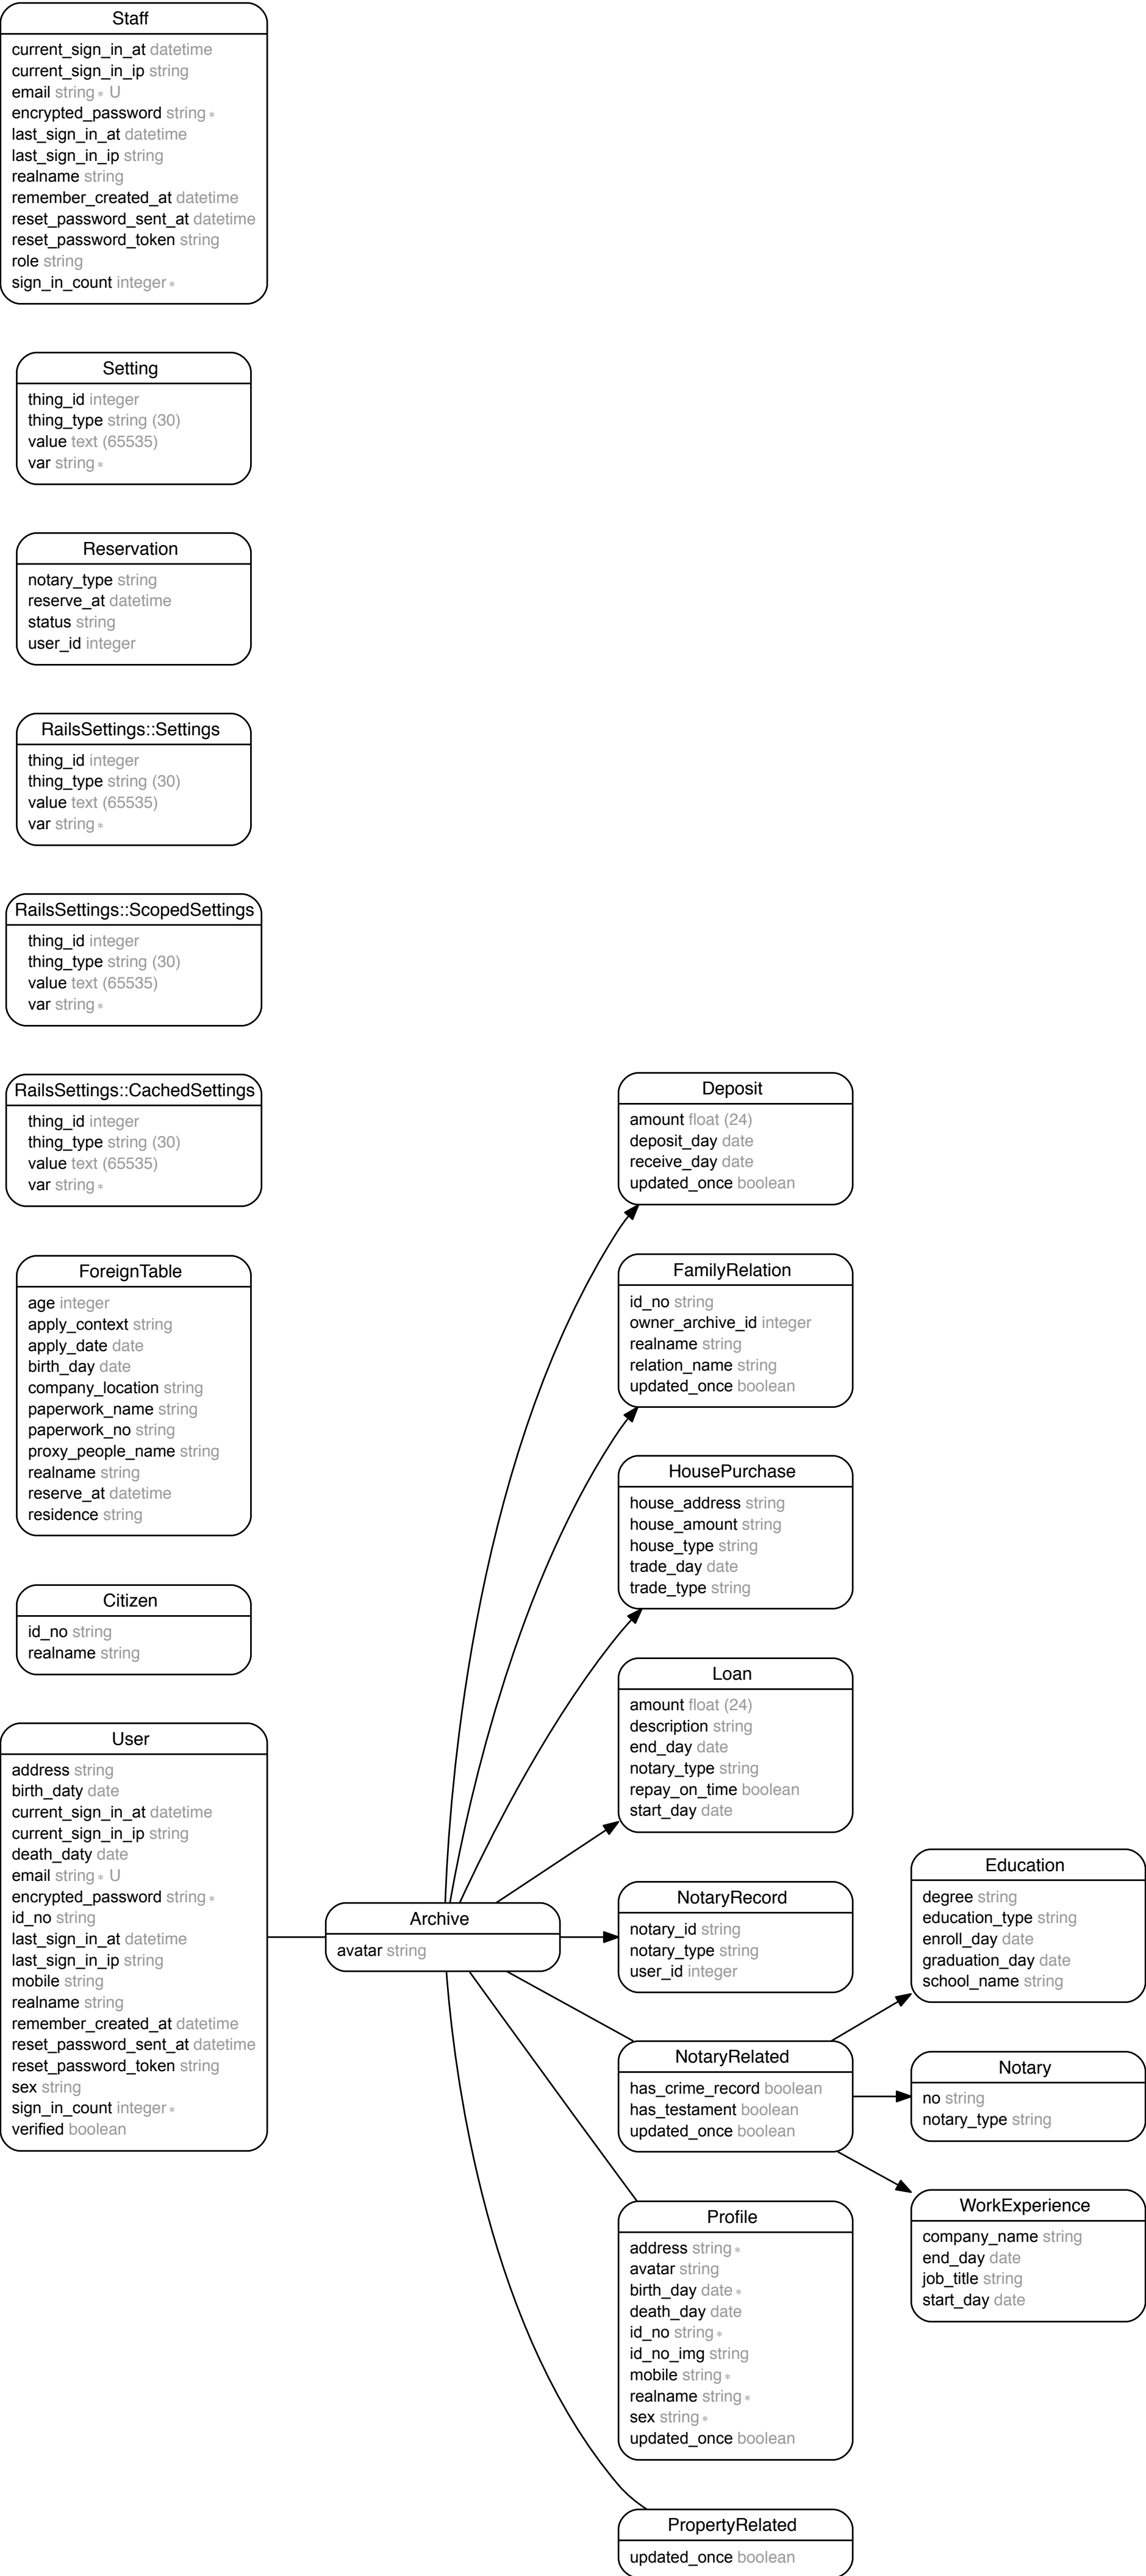 Staff
current_sign_in_at datetime
current_sign_in_ip string
email string ∗ U
encrypted_password string ∗
last_sign_in_at datetime
last_sign_in_ip string
realname string
remember_created_at datetime
reset_password_sent_at datetime
reset_password_token string
role string
sign_in_count integer ∗
Setting
thing_id integer
thing_type string (30)
value text (65535)
var string ∗
Reservation
notary_type string
reserve_at datetime
status string
user_id integer
RailsSettings::Settings
thing_id integer
thing_type string (30)
value text (65535)
var string ∗
RailsSettings::ScopedSettings
thing_id integer
thing_type string (30)
value text (65535)
var string ∗
RailsSettings::CachedSettings
thing_id integer
thing_type string (30)
value text (65535)
var string ∗
ForeignTable
age integer
apply_context string
apply_date date
birth_day date
company_location string
paperwork_name string
paperwork_no string
proxy_people_name string
realname string
reserve_at datetime
residence string
Citizen
id_no string
realname string
User
address string
birth_daty date
current_sign_in_at datetime
current_sign_in_ip string
death_daty date
email string ∗ U
encrypted_password string ∗
id_no string
last_sign_in_at datetime
last_sign_in_ip string
mobile string
realname string
remember_created_at datetime
reset_password_sent_at datetime
reset_password_token string
sex string
sign_in_count integer ∗
verified boolean
Archive
avatar string
Deposit
amount float (24)
deposit_day date
receive_day date
updated_once boolean
FamilyRelation
id_no string
owner_archive_id integer
realname string
relation_name string
updated_once boolean
HousePurchase
house_address string
house_amount string
house_type string
trade_day date
trade_type string
Loan
amount float (24)
description string
end_day date
notary_type string
repay_on_time boolean
start_day date
NotaryRecord
notary_id string
notary_type string
user_id integer
NotaryRelated
has_crime_record boolean
has_testament boolean
updated_once boolean
Profile
address string ∗
avatar string
birth_day date ∗
death_day date
id_no string ∗
id_no_img string
mobile string ∗
realname string ∗
sex string ∗
updated_once boolean
PropertyRelated
updated_once boolean
Education
degree string
education_type string
enroll_day date
graduation_day date
school_name string
Notary
no string
notary_type string
WorkExperience
company_name string
end_day date
job_title string
start_day date